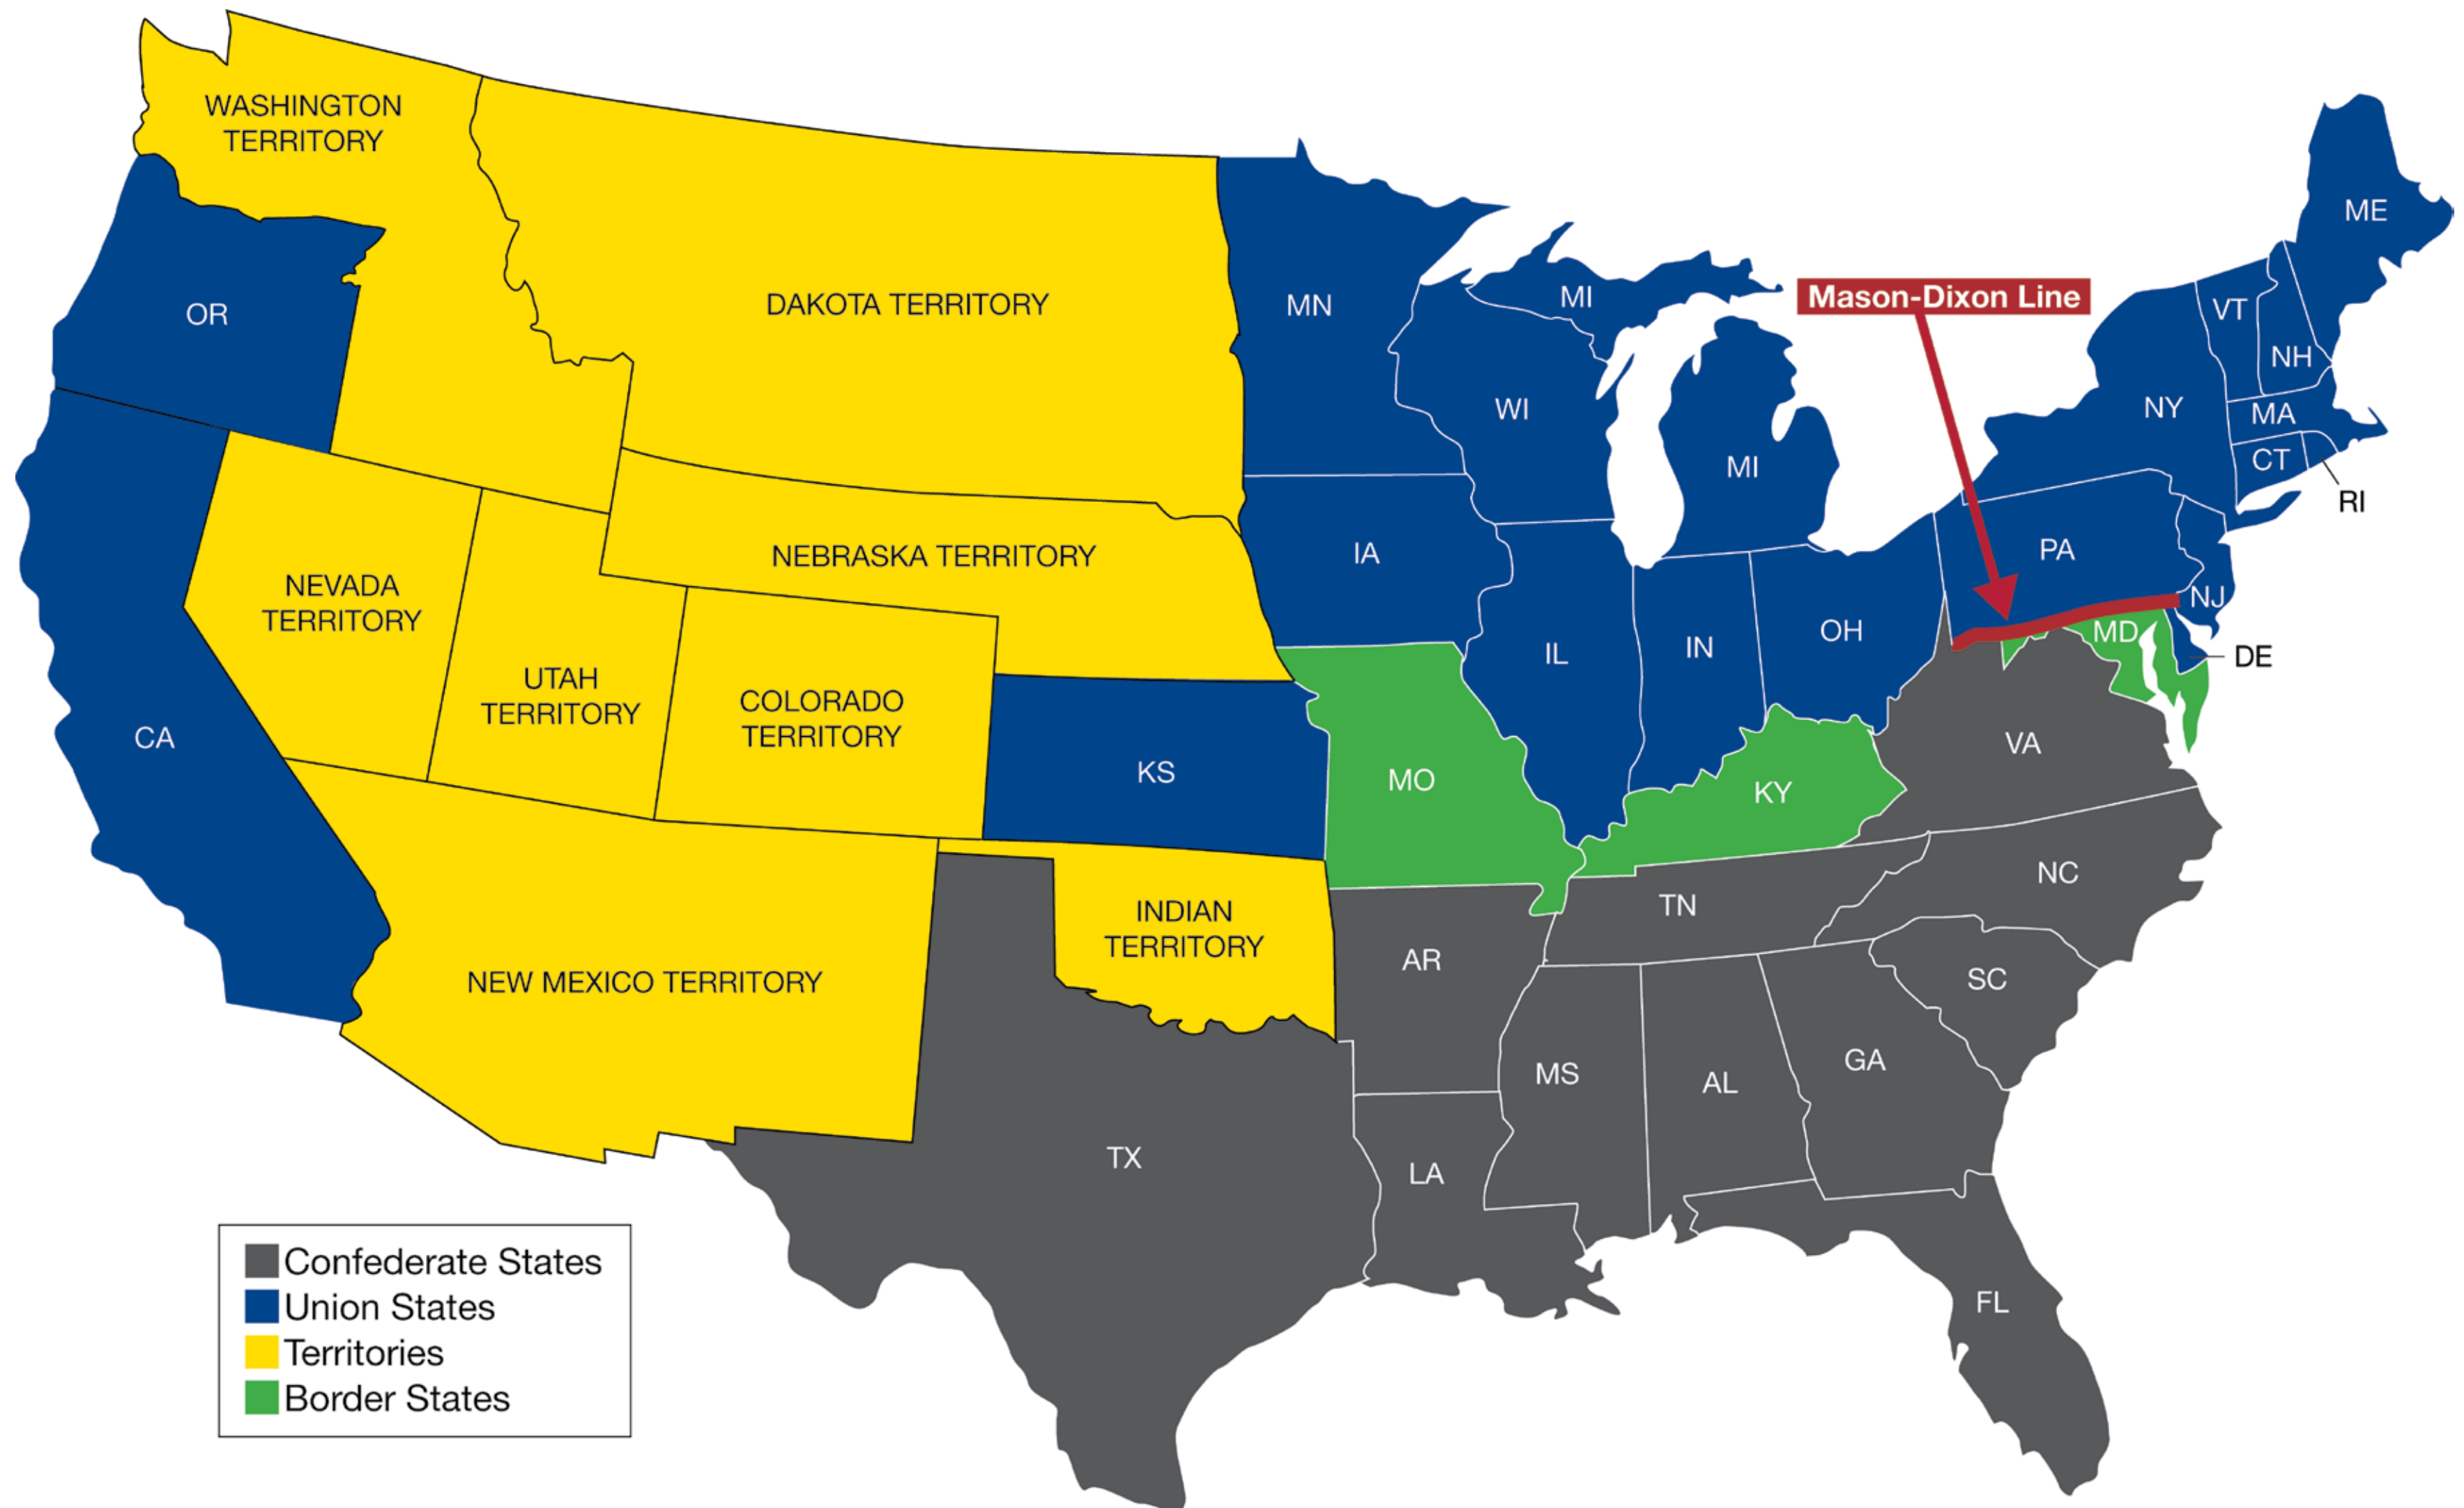 WASHINGTON
TERRITORY
OR
DAKOTA TERRITORY
MN
MI
Mason-Dixon Line
ME
VT
NH
WI
MI
NY
MA
CT
RI
NEBRASKA TERRITORY
IA
PA
NJ
NEVADA
TERRITORY
UTAH
TERRITORY
COLORADO
TERRITORY
IL
IN
OH
MD
DE
CA
KS
MO
KY
VA
NEW MEXICO TERRITORY
INDIAN
TERRITORY
AR
TN
NC
SC
TX
LA
MS
AL
GA
FL
Confederate States
Union States
Territories
Border States